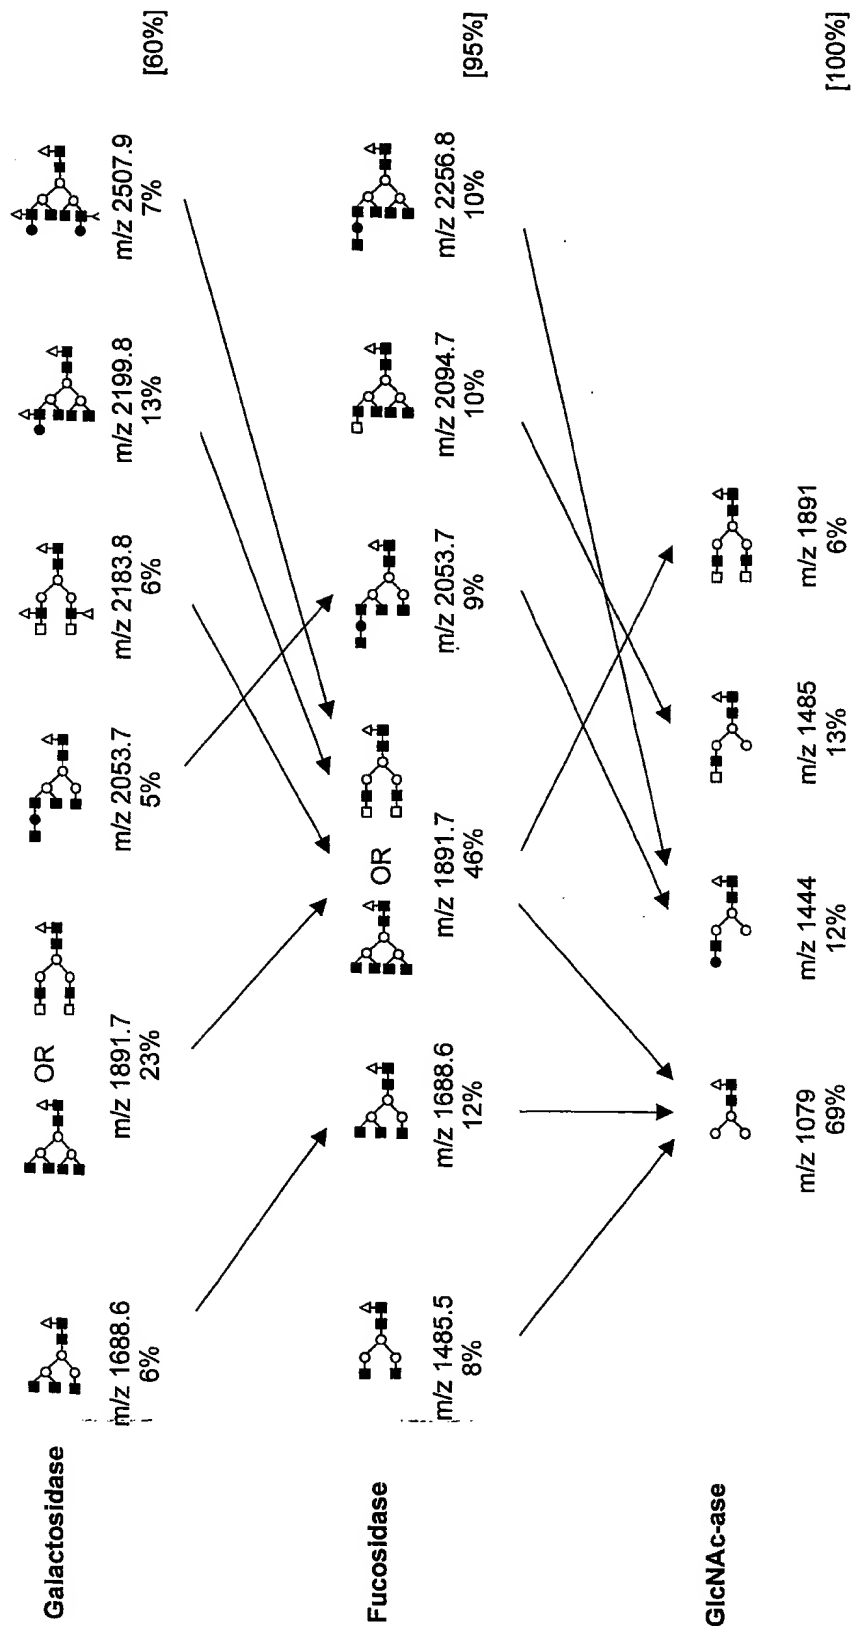 Galactosidase
m/z 1688.6
6%
OR
m/z 1891.7
23%
m/z 2053.7
5%
m/z 2183.8
6%
m/z 2199.8
13%
m/z 2507.9
7%
[60%]
Fucosidase
m/z 1485.5
8%
m/z 1688.6
12%
OR
m/z 1891.7
46%
m/z 2053.7
9%
m/z 2094.7
10%
m/z 2256.8
10%
[95%]
GlcNAc-ase
m/z 1079
69%
m/z 1444
12%
m/z 1485
13%
m/z 1891
6%
[100%]